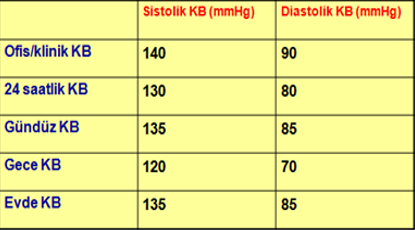 Sistolik KB (mmHg) Diastolik KB (mmHg)
Ofis/klinik KB 140 90
24 saatlik KB 130 80
Gündüz KB 135 85
Gece KB 120 70
Evde KB 135 85